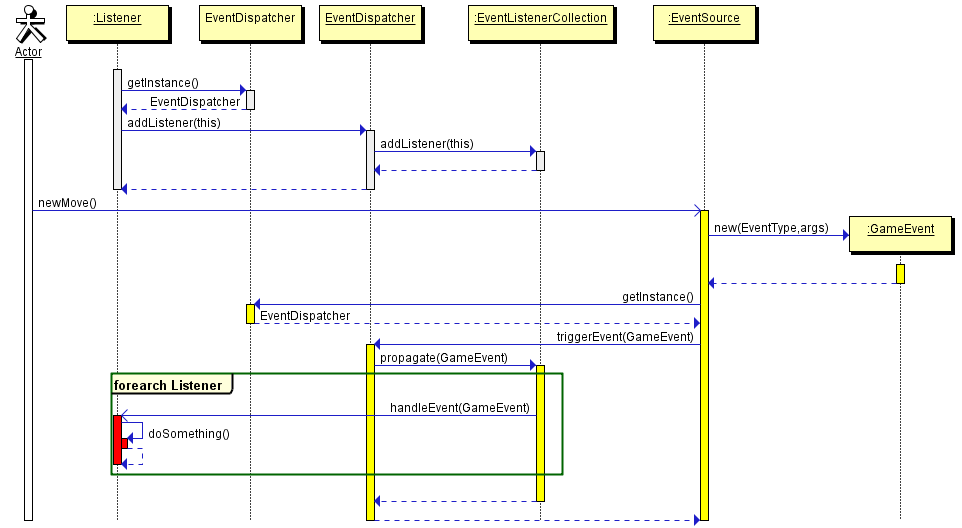 :Listener
EventDispatcher
EventDispatcher
:EventListenerCollection
:EventSource
Actor
getInstance()
EventDispatcher
addListener(this)
addListener(this)
newMove()
new(EventType,args)
:GameEvent
getInstance()
EventDispatcher
triggerEvent(GameEvent)
propagate(GameEvent)
forearch Listener
handleEvent(GameEvent)
doSomething()